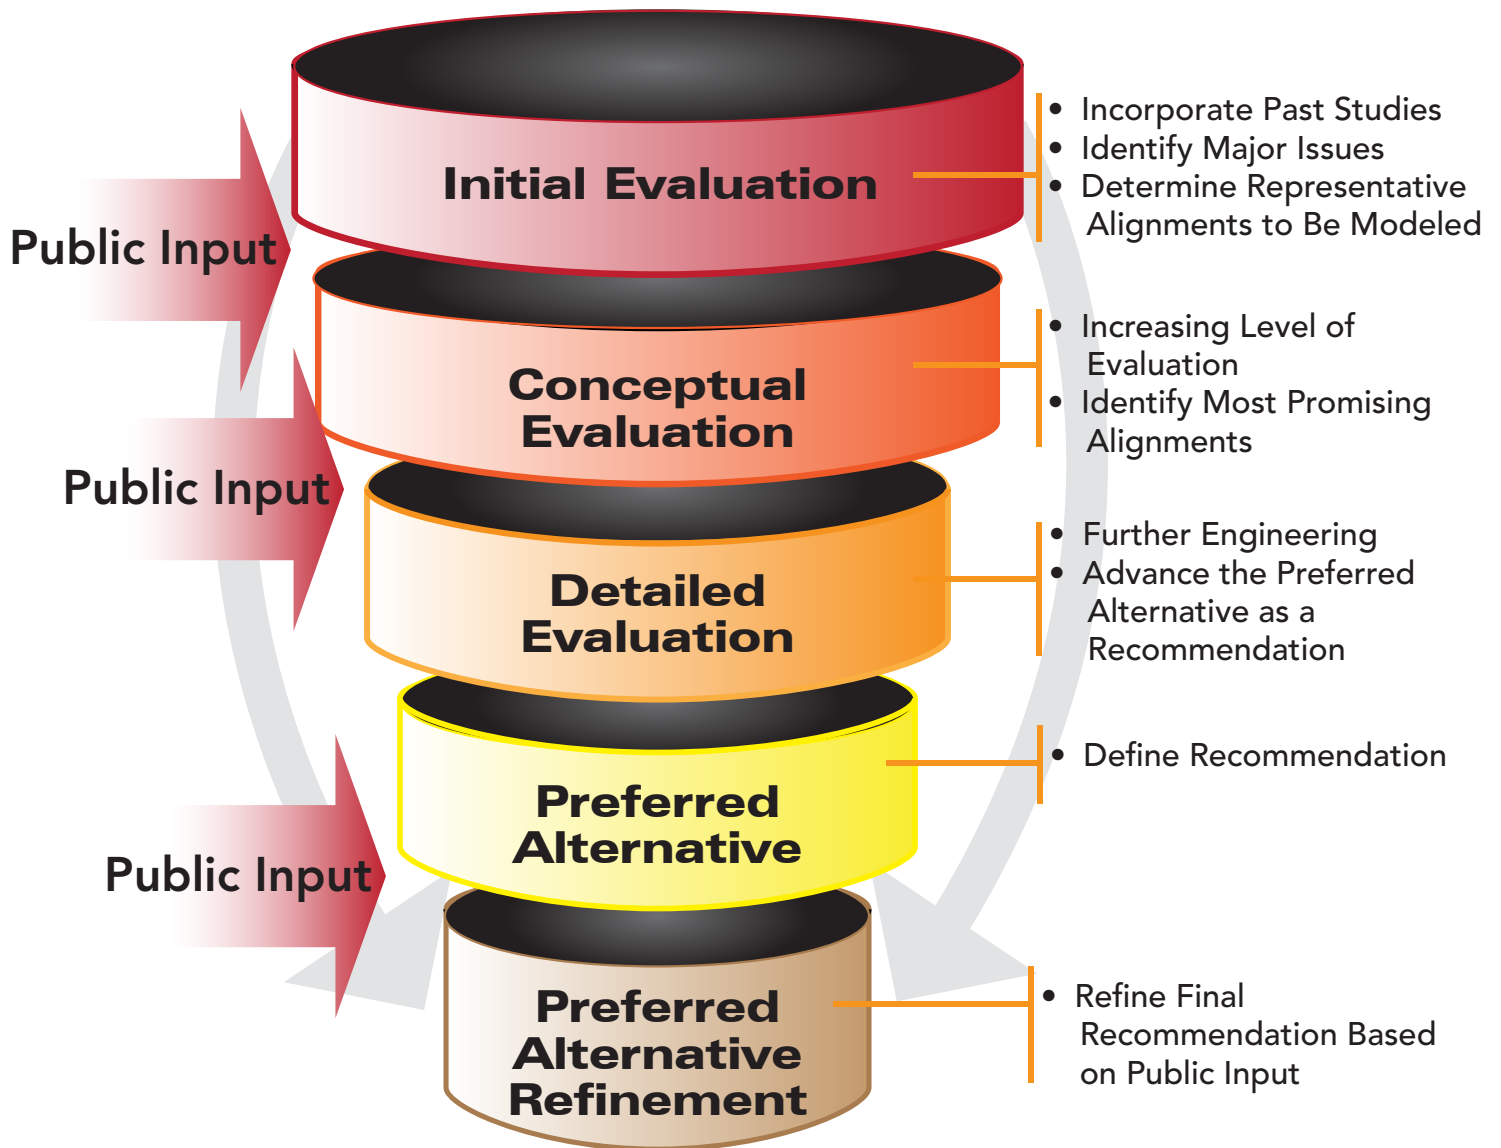 Initial Evaluation
• Incorporate Past Studies
• Identify Major Issues
• Determine Representative
Alignments to Be Modeled
Public Input
Conceptual
Evaluation
• Increasing Level of
Evaluation
• Identify Most Promising
Alignments
Public Input
Detailed
Evaluation
• Further Engineering
• Advance the Preferred
Alternative as a
Recommendation
Preferred
Alternative
• Define Recommendation
Public Input
Preferred
Alternative
Refinement
• Refine Final
Recommendation Based
on Public Input